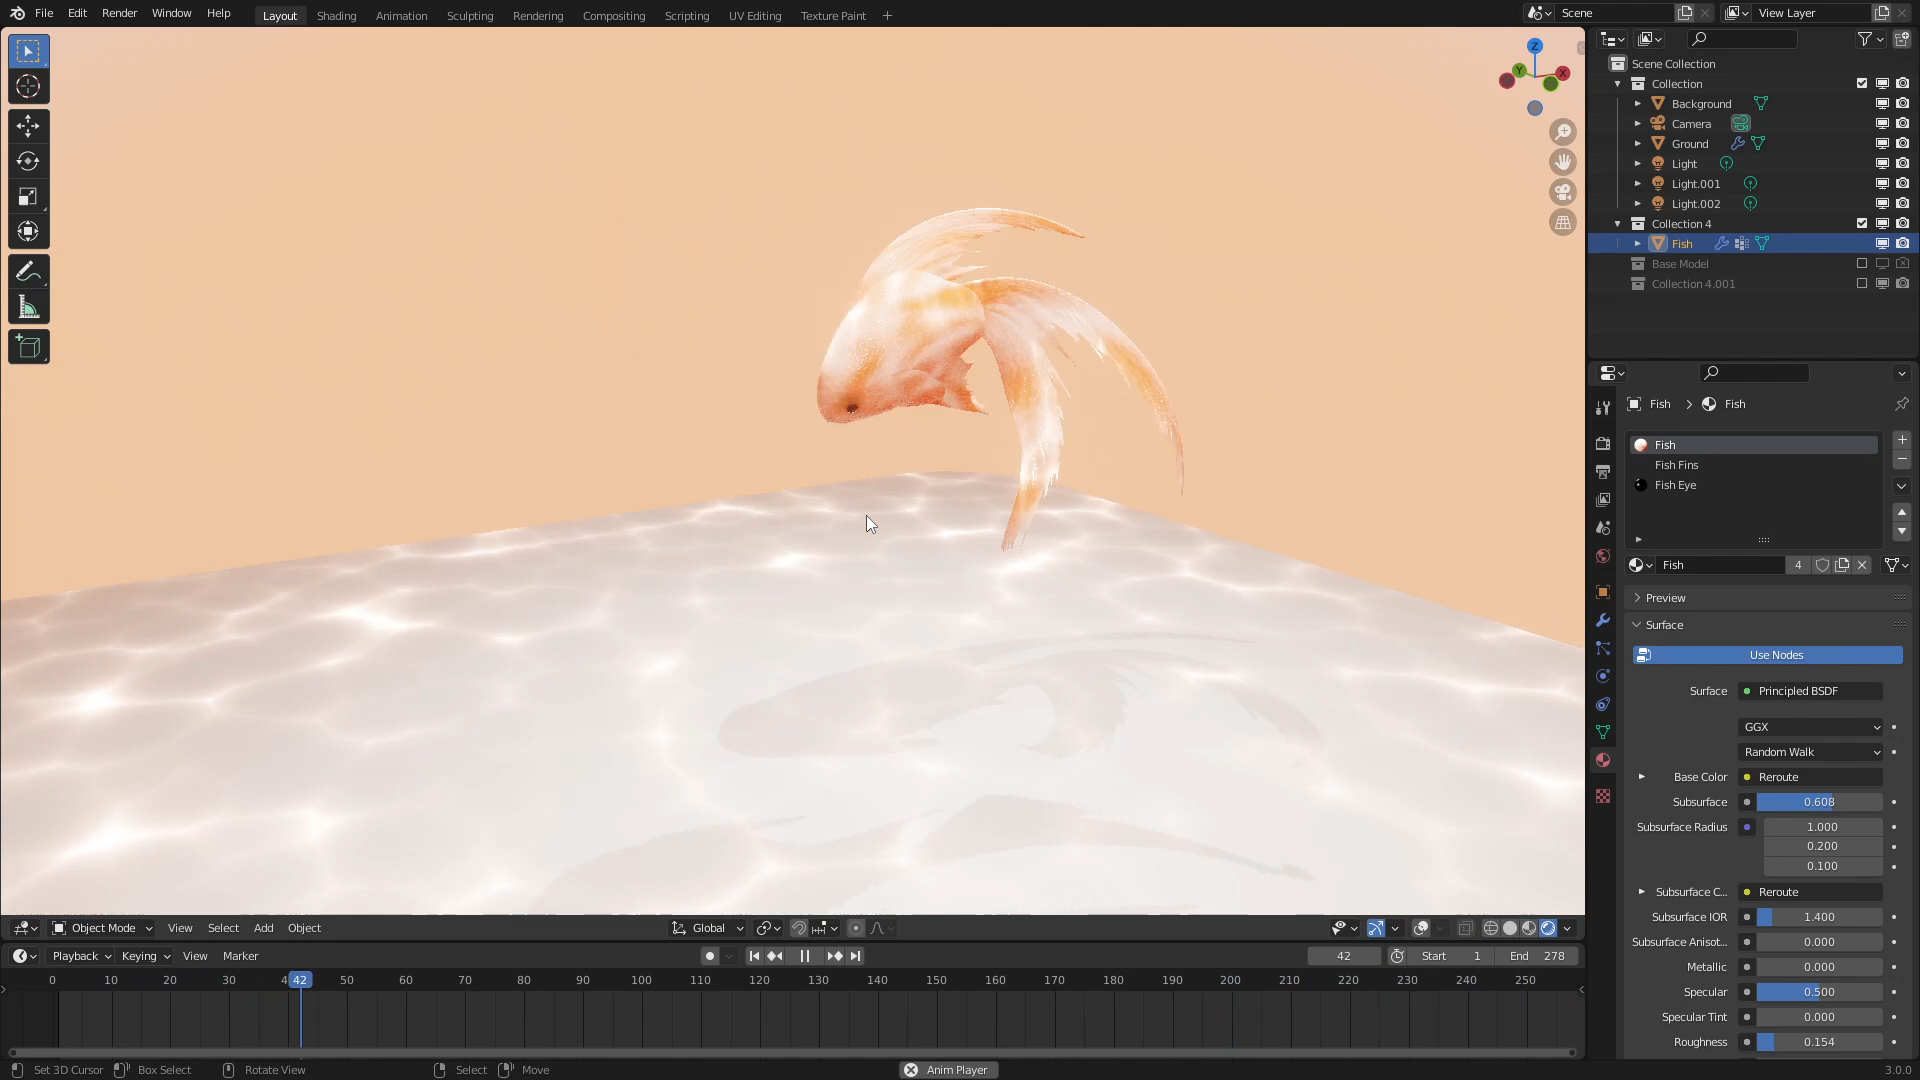 File Edit Render Window Help Layout Shading Animation Sculpting Rendering Compositing Scripting UV Editing Texture Paint + Scene View Layer
Z
Y X
Scene Collection
Collection
Background
Camera
Ground
Light
Light.001
Light.002
Collection 4
Fish
Base Model
Collection 4.001
Fish > Fish
Fish
Fish Fins
Fish Eye
Fish 4
Preview
Surface
Use Nodes
Surface Principled BSDF
GGX
Random Walk
Base Color Reroute
Subsurface 0.608
Subsurface Radius 1.000
0.200
0.100
Subsurface C... Reroute
Subsurface IOR 1.400
Subsurface Anisot... 0.000
Metallic 0.000
Specular 0.500
Specular Tint 0.000
Roughness 0.154
Object Mode View Select Add Object Global
Playback Keying View Marker 42 Start 1 End 278
0 10 20 30 4 42 50 60 70 80 90 100 110 120 130 140 150 160 170 180 190 200 210 220 230 240 250
Set 3D Cursor Box Select Rotate View Select Move Anim Player 3.0.0